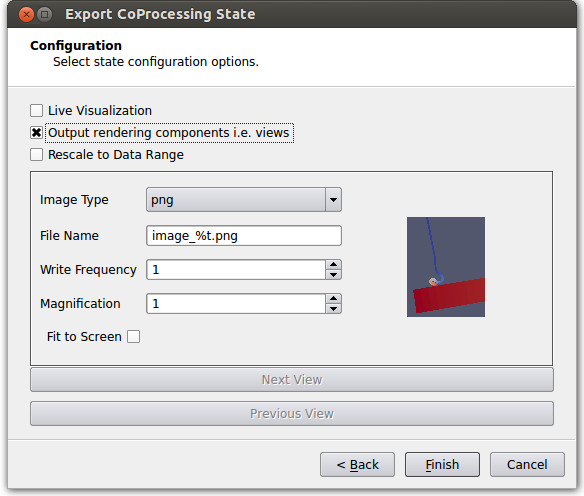 Export CoProcessing State
Configuration
Select state configuration options.
Live Visualization
Output rendering components i.e. views
Rescale to Data Range
Image Type png
File Name image_%t.png
Write Frequency 1
Magnification 1
Fit to Screen
Next View
Previous View
< Back Finish Cancel